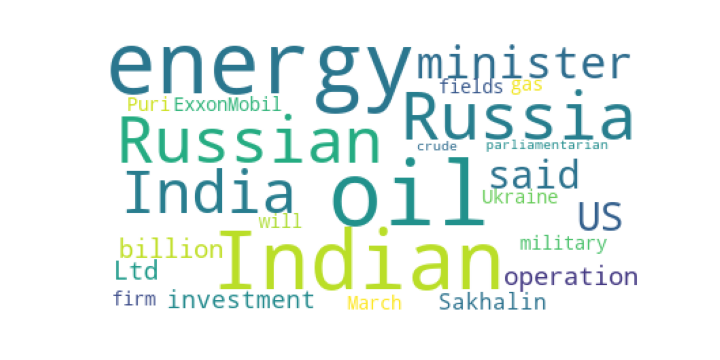 energy minister
fields gas
Puri ExxonMobil Russia
Russian crude parliamentarian
India oil said
Ukraine US
will
billion Indian military
Ltd operation
firm investment March Sakhalin